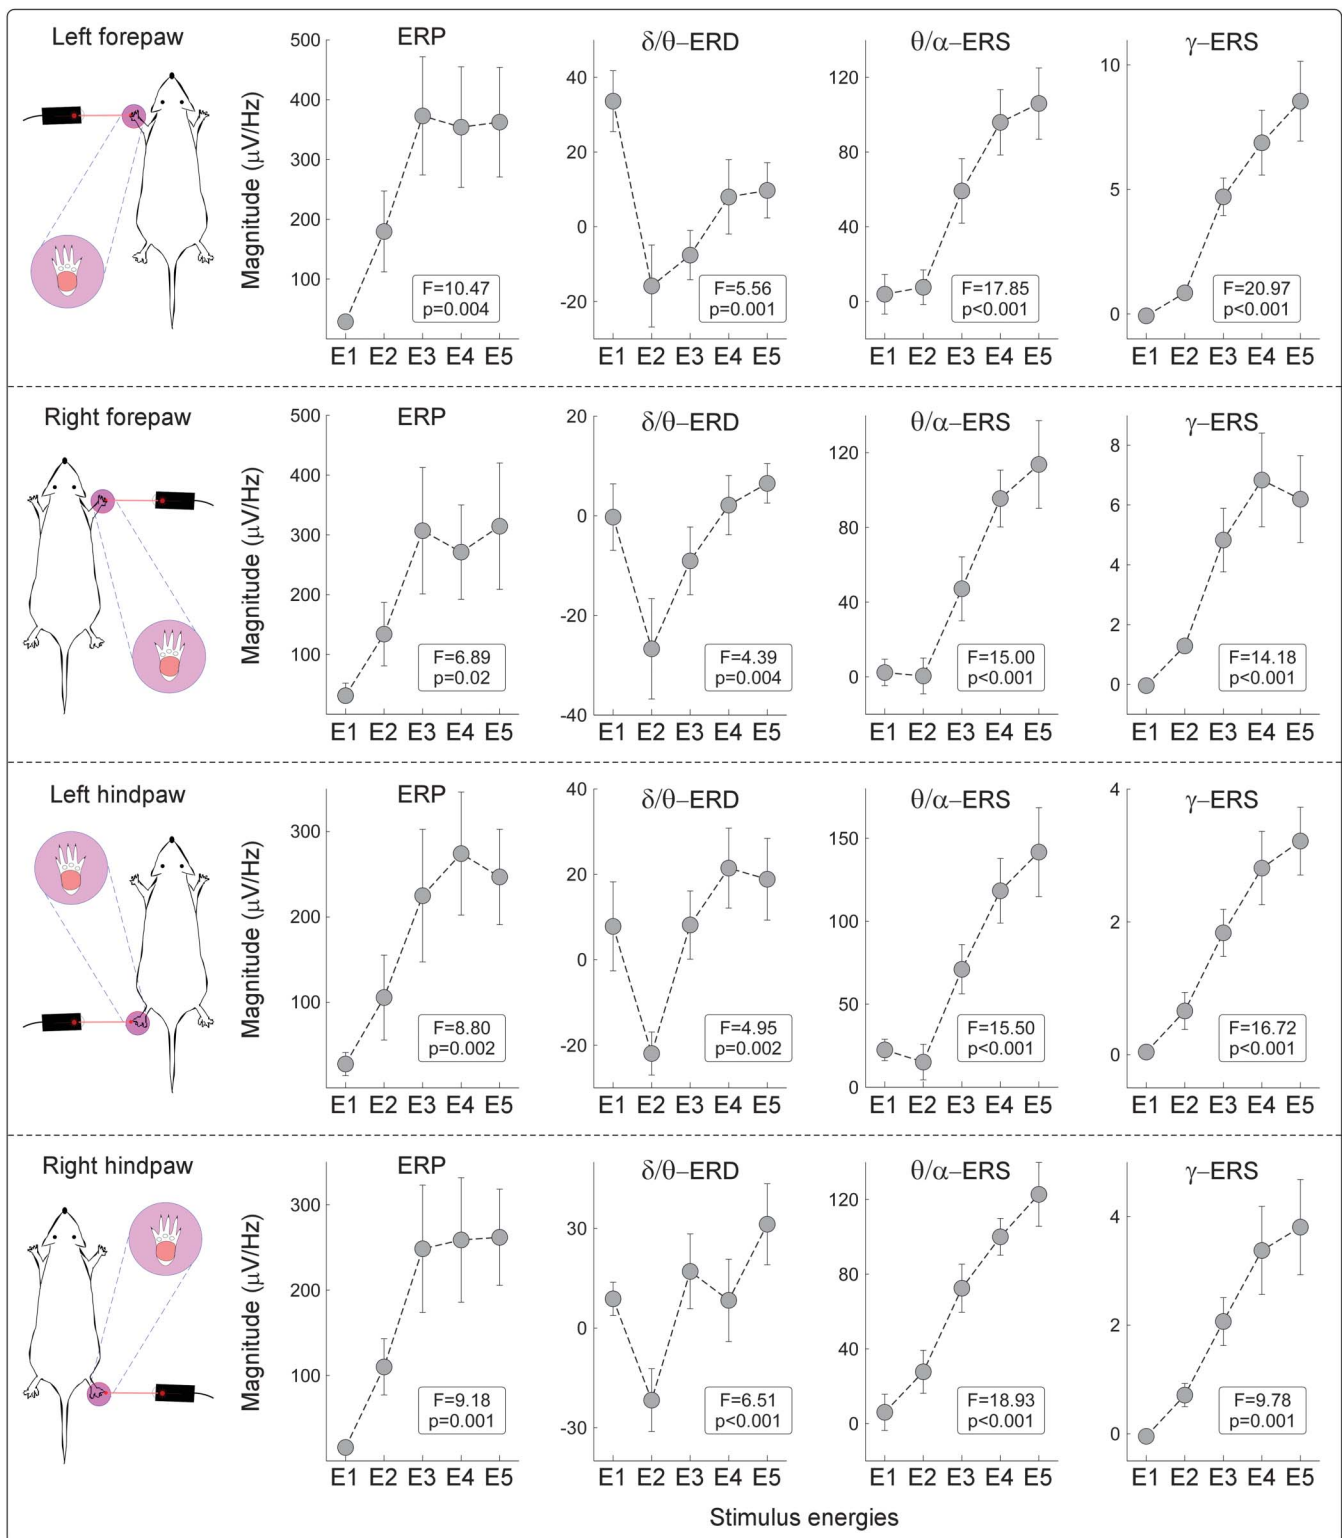 Left forepaw
ERP
δ/θ–ERD
θ/α–ERS
γ–ERS
Magnitude (μV/Hz)
500
400
300
200
100
F=10.47
p=0.004
E1 E2 E3 E4 E5
40
20
0
-20
F=5.56
p=0.001
E1 E2 E3 E4 E5
120
80
40
0
F=17.85
p<0.001
E1 E2 E3 E4 E5
10
5
0
F=20.97
p<0.001
E1 E2 E3 E4 E5
Right forepaw
ERP
δ/θ–ERD
θ/α–ERS
γ–ERS
Magnitude (μV/Hz)
500
400
300
200
100
F=6.89
p=0.02
E1 E2 E3 E4 E5
20
0
-20
-40
F=4.39
p=0.004
E1 E2 E3 E4 E5
120
80
40
0
F=15.00
p<0.001
E1 E2 E3 E4 E5
8
6
4
2
0
F=14.18
p<0.001
E1 E2 E3 E4 E5
Left hindpaw
ERP
δ/θ–ERD
θ/α–ERS
γ–ERS
Magnitude (μV/Hz)
300
200
100
F=8.80
p=0.002
E1 E2 E3 E4 E5
40
20
0
-20
F=4.95
p=0.002
E1 E2 E3 E4 E5
150
100
50
0
F=15.50
p<0.001
E1 E2 E3 E4 E5
4
2
0
F=16.72
p<0.001
E1 E2 E3 E4 E5
Right hindpaw
ERP
δ/θ–ERD
θ/α–ERS
γ–ERS
Magnitude (μV/Hz)
300
200
100
F=9.18
p=0.001
E1 E2 E3 E4 E5
30
0
-30
F=6.51
p<0.001
E1 E2 E3 E4 E5
120
80
40
0
F=18.93
p<0.001
E1 E2 E3 E4 E5
4
2
0
F=9.78
p=0.001
E1 E2 E3 E4 E5
Stimulus energies